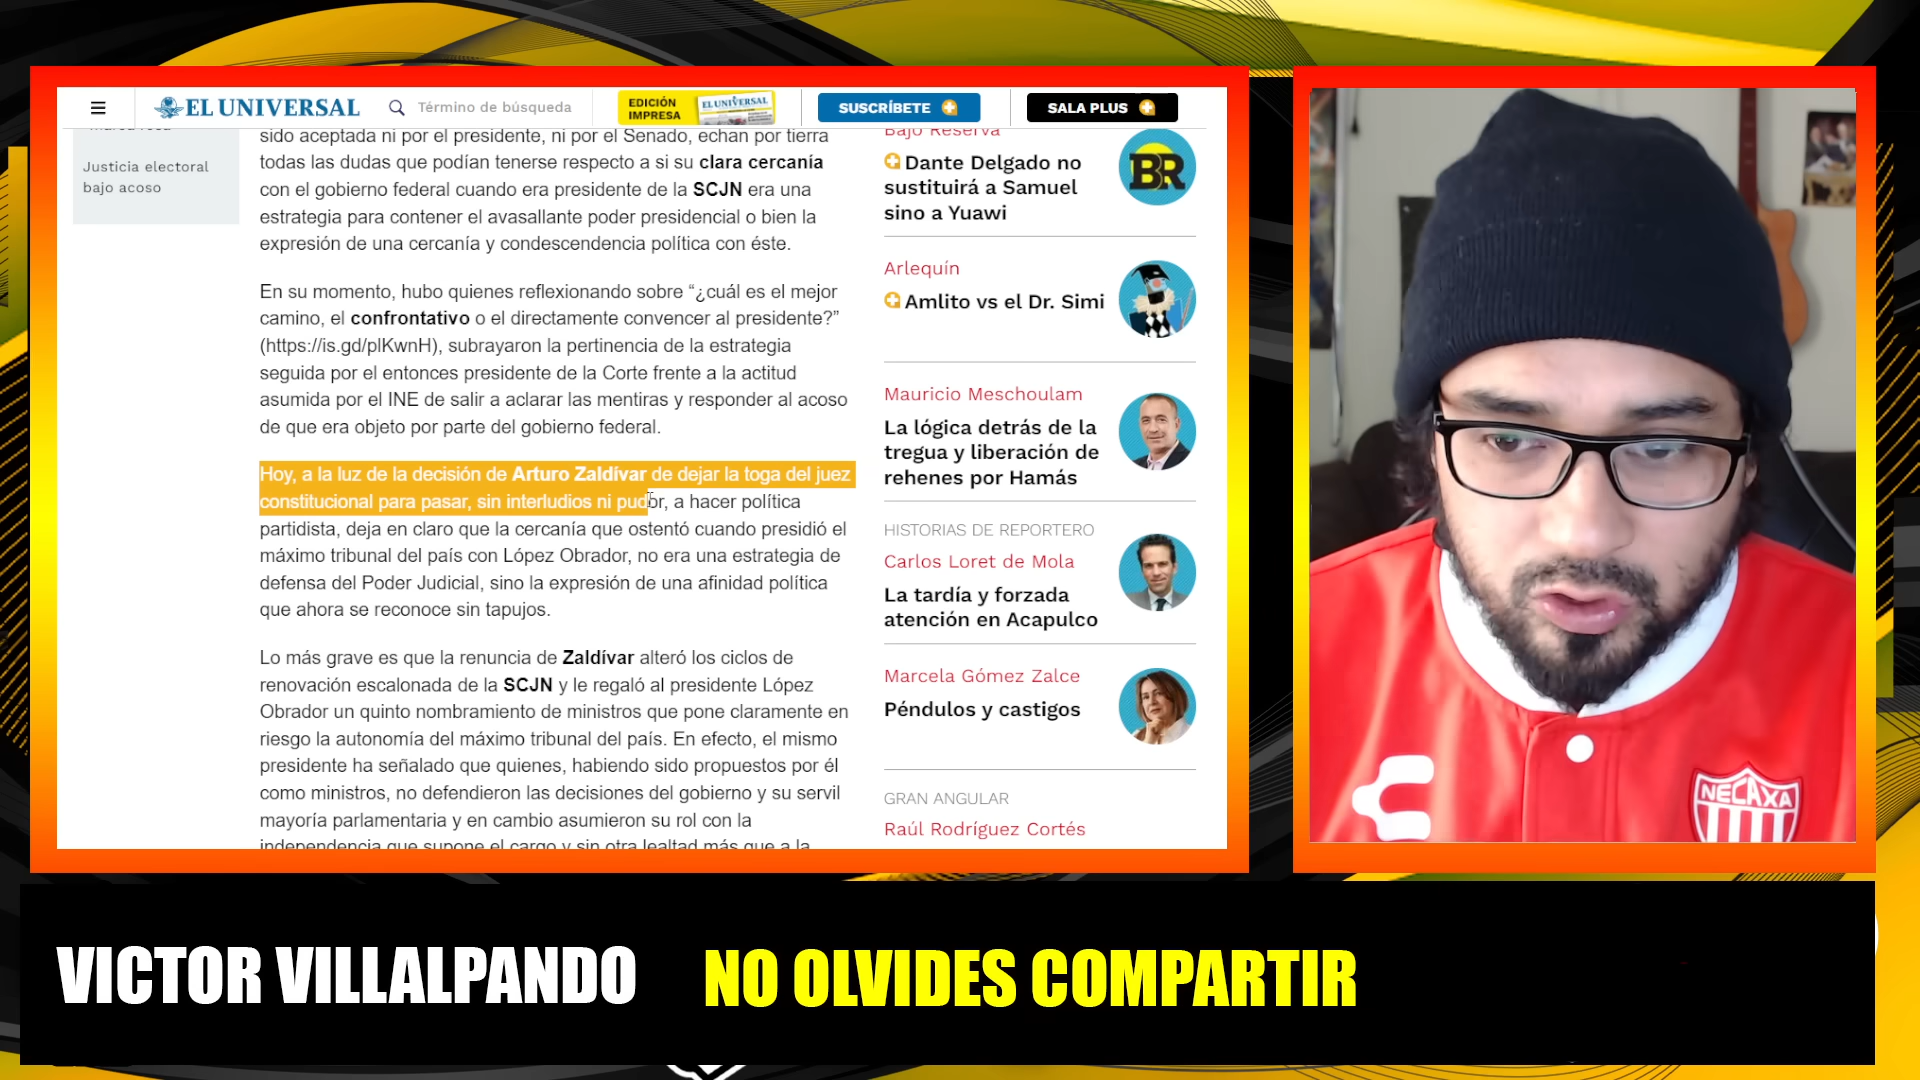 EL UNIVERSAL
Término de búsqueda
EDICIÓN
IMPRESA
EL UNIVERSAL
SUSCRÍBETE
SALA PLUS
Justicia electoral
bajo acoso
sido aceptada ni por el presidente, ni por el Senado, echan por tierra
todas las dudas que podían tenerse respecto a si su clara cercanía
con el gobierno federal cuando era presidente de la SCJN era una
estrategia para contener el avasallante poder presidencial o bien la
expresión de una cercanía y condescendencia política con éste.
En su momento, hubo quienes reflexionando sobre “¿cuál es el mejor
camino, el confrontativo o el directamente convencer al presidente?”
(https://is.gd/plKwnH), subrayaron la pertinencia de la estrategia
seguida por el entonces presidente de la Corte frente a la actitud
asumida por el INE de salir a aclarar las mentiras y responder al acoso
de que era objeto por parte del gobierno federal.
Hoy, a la luz de la decisión de Arturo Zaldívar de dejar la toga del juez
constitucional para pasar, sin interludios ni pudor, a hacer política
partidista, deja en claro que la cercanía que ostentó cuando presidió el
máximo tribunal del país con López Obrador, no era una estrategia de
defensa del Poder Judicial, sino la expresión de una afinidad política
que ahora se reconoce sin tapujos.
Lo más grave es que la renuncia de Zaldívar alteró los ciclos de
renovación escalonada de la SCJN y le regaló al presidente López
Obrador un quinto nombramiento de ministros que pone claramente en
riesgo la autonomía del máximo tribunal del país. En efecto, el mismo
presidente ha señalado que quienes, habiendo sido propuestos por él
como ministros, no defendieron las decisiones del gobierno y su servil
mayoría parlamentaria y en cambio asumieron su rol con la
independencia que supone el cargo y sin otra lealtad más que a la
Bajo Reserva
Dante Delgado no
sustituirá a Samuel
sino a Yuawi
BR
Arlequín
Amlito vs el Dr. Simi
Mauricio Meschoulam
La lógica detrás de la
tregua y liberación de
rehenes por Hamás
HISTORIAS DE REPORTERO
Carlos Loret de Mola
La tardía y forzada
atención en Acapulco
Marcela Gómez Zalce
Péndulos y castigos
GRAN ANGULAR
Raúl Rodríguez Cortés
NECAXA
VICTOR VILLALPANDO
NO OLVIDES COMPARTIR